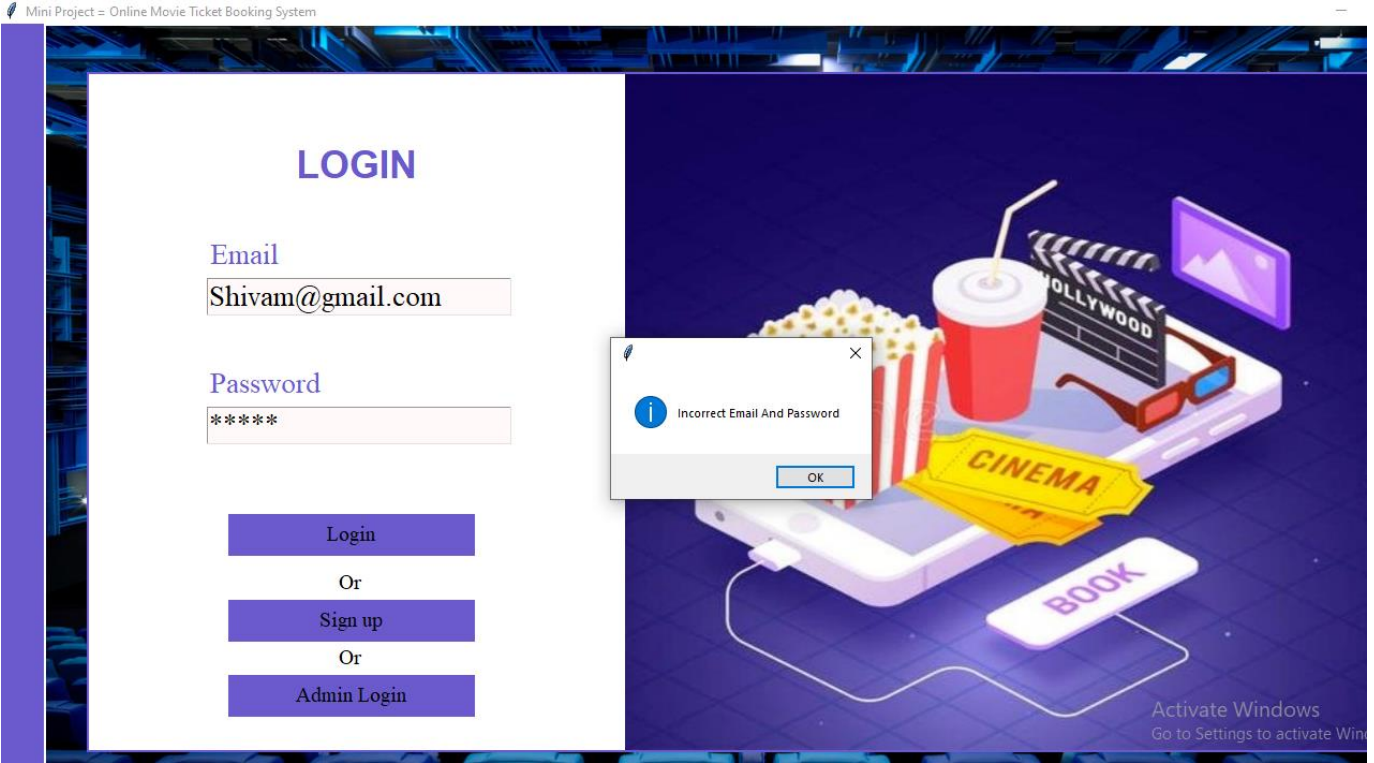 Mini Project = Online Movie Ticket Booking System
LOGIN
Email
Shivam@gmail.com
Password
*****
Login
Or
Sign up
Or
Admin Login
Incorrect Email And Password
OK
HOLLYWOOD
CINEMA
BOOK
Activate Windows
Go to Settings to activate Win